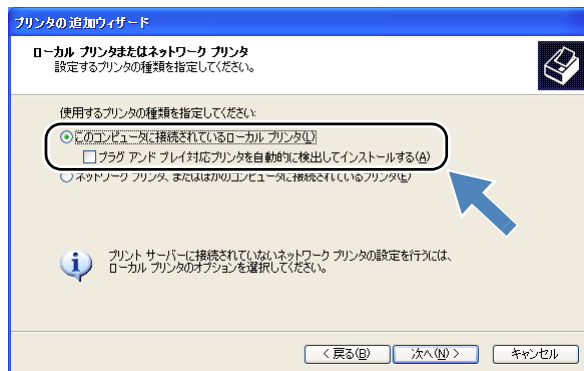 プリンタの追加ウィザード
ローカル プリンタまたはネットワーク プリンタ
設定するプリンタの種類を指定してください。
使用するプリンタの種類を指定してください:
このコンピュータに接続されているローカル プリンタ(L)
プラグ アンド プレイ対応プリンタを自動的に検出してインストールする(A)
ネットワーク プリンタ、またはほかのコンピュータに接続されているプリンタ(E)
プリント サーバーに接続されていないネットワーク プリンタの設定を行うには、
ローカル プリンタのオプションを選択してください。
< 戻る(B)
次へ(N) >
キャンセル